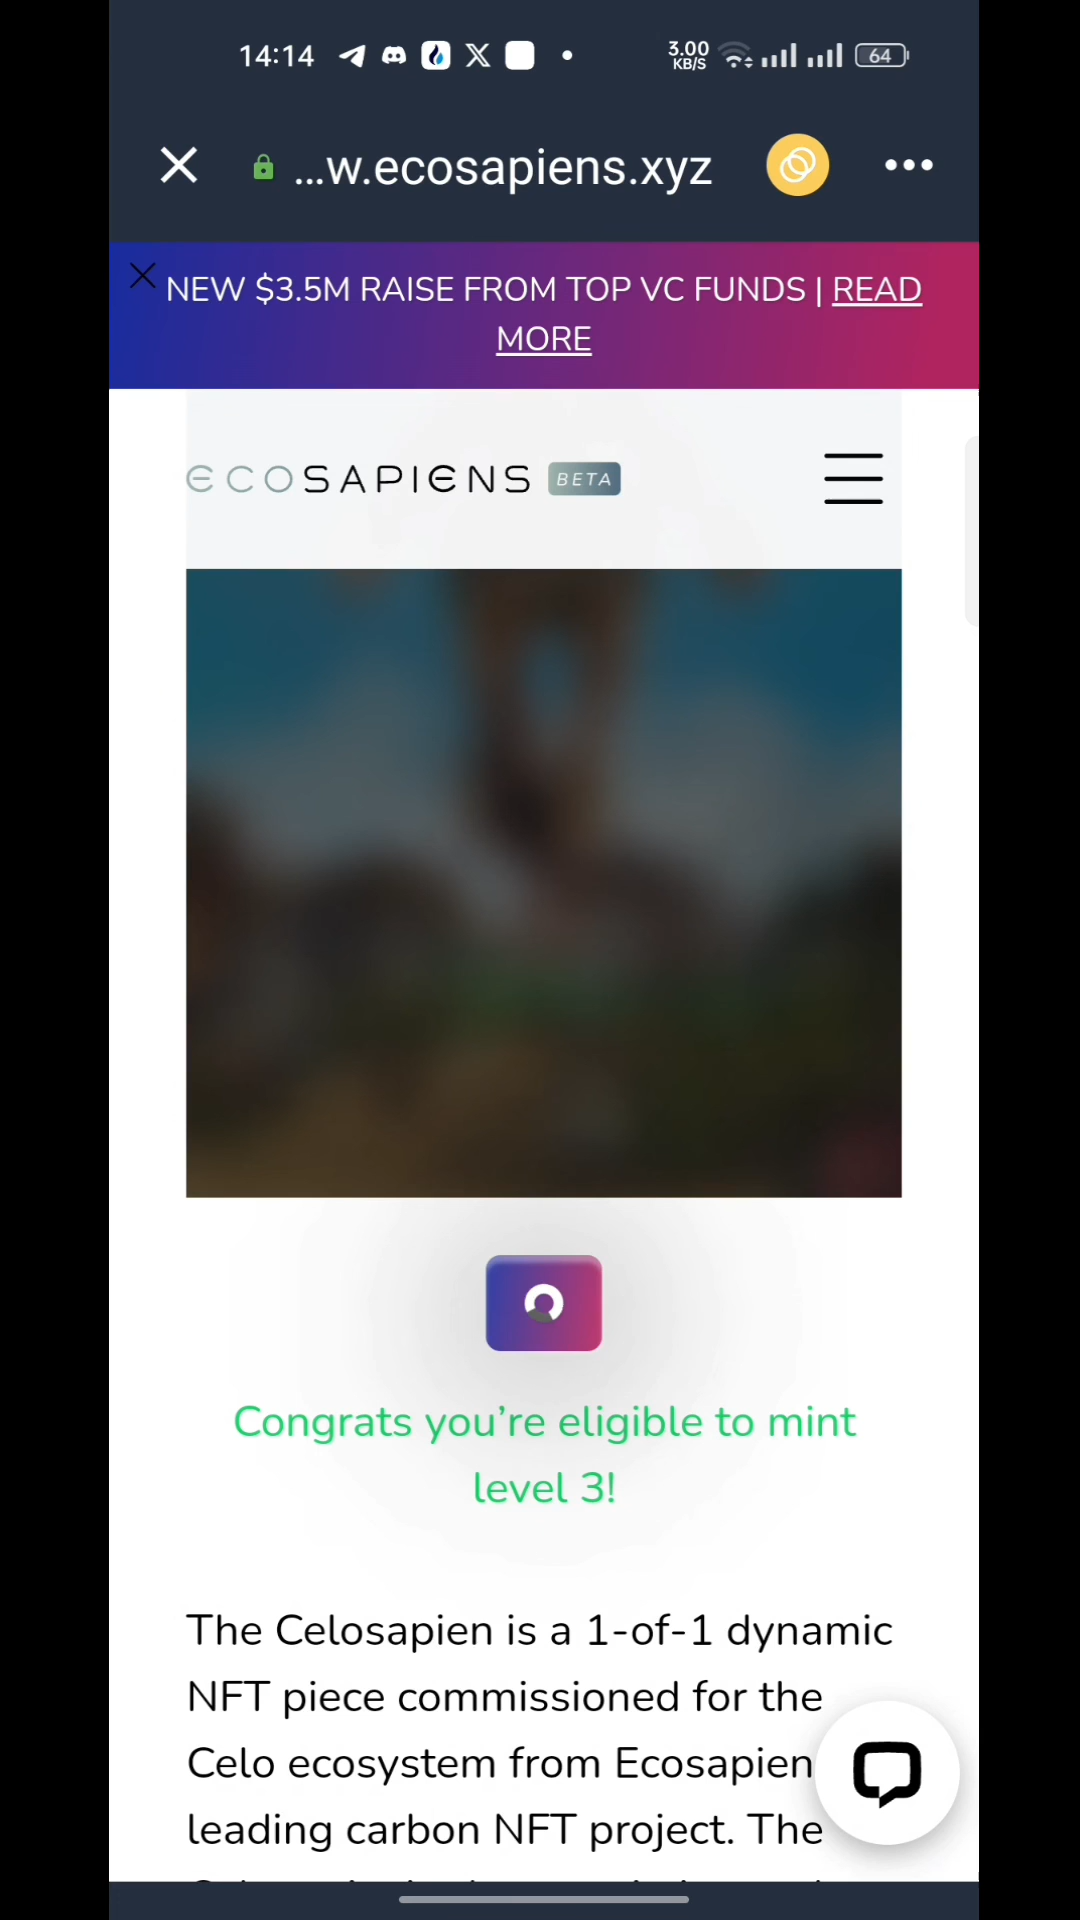 14:14
3.00
KB/S
64
...w.ecosapiens.xyz
NEW $3.5M RAISE FROM TOP VC FUNDS | READ
MORE
ECOSAPIENS BETA
Congrats you’re eligible to mint
level 3!
The Celosapien is a 1-of-1 dynamic
NFT piece commissioned for the
Celo ecosystem from Ecosapien
leading carbon NFT project. The